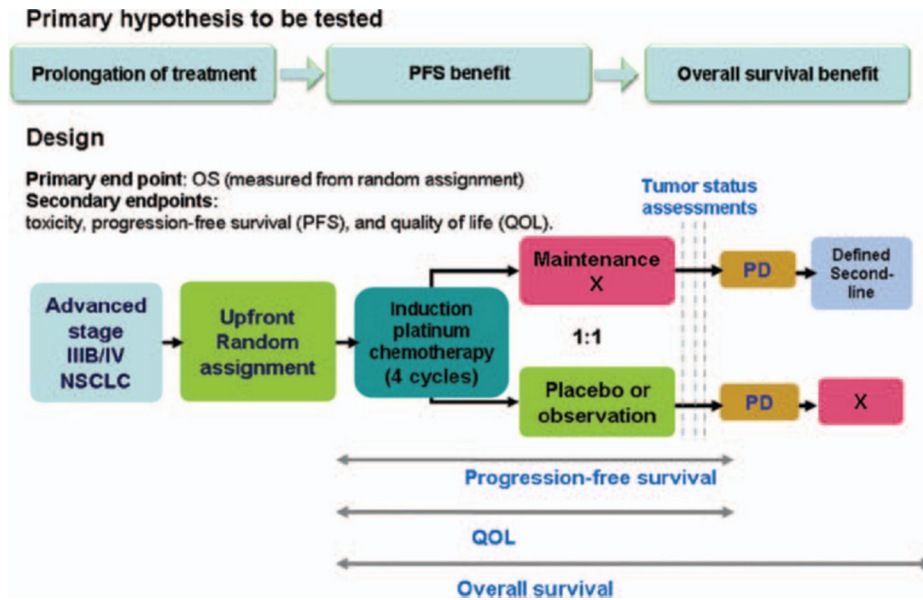 Primary hypothesis to be tested
Prolongation of treatment
PFS benefit
Overall survival benefit
Design
Primary end point: OS (measured from random assignment)
Secondary endpoints:
toxicity, progression-free survival (PFS), and quality of life (QOL).
Tumor status
assessments
Advanced
stage
IIIB/IV
NSCLC
Upfront
Random
assignment
Induction
platinum
chemotherapy
(4 cycles)
Maintenance
X
1:1
Placebo or
observation
PD
Defined
Second-
line
PD
X
Progression-free survival
QOL
Overall survival